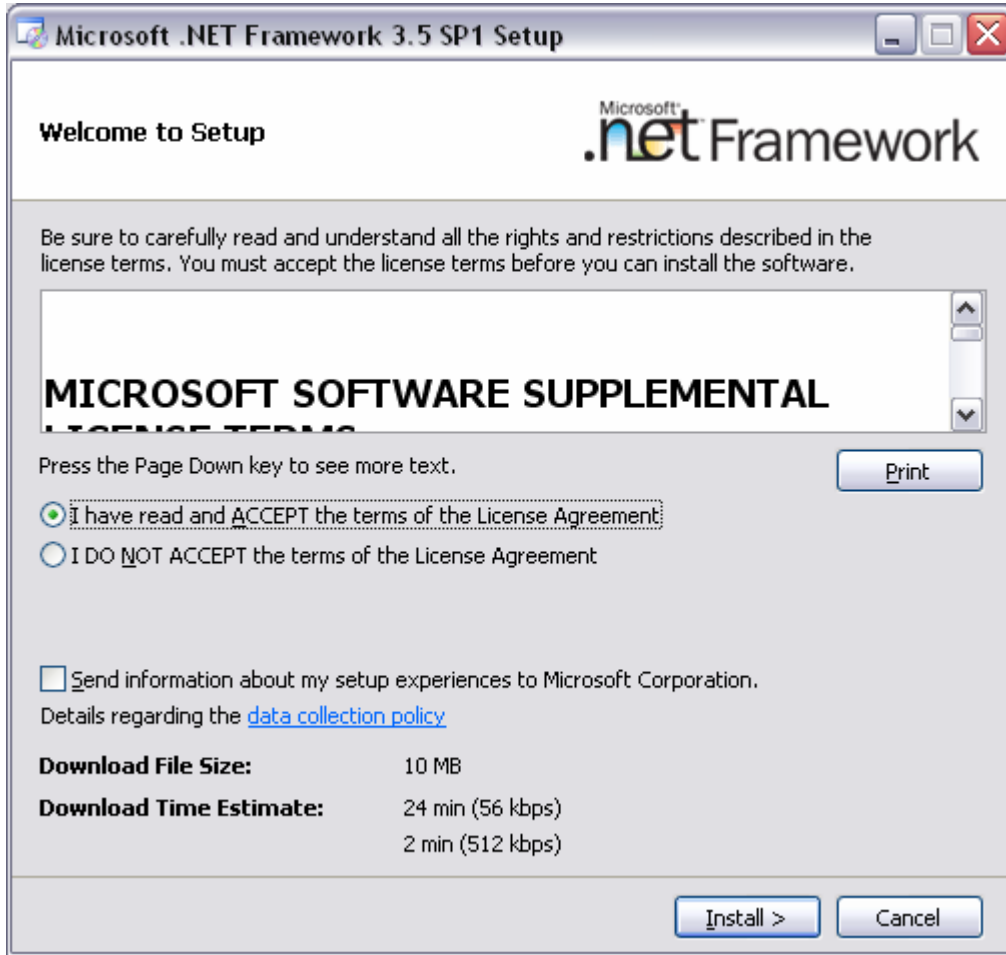 Microsoft .NET Framework 3.5 SP1 Setup
Welcome to Setup
Microsoft
.net Framework
Be sure to carefully read and understand all the rights and restrictions described in the
license terms. You must accept the license terms before you can install the software.
MICROSOFT SOFTWARE SUPPLEMENTAL
LICENSE TERMS
Press the Page Down key to see more text.
Print
I have read and ACCEPT the terms of the License Agreement
I DO NOT ACCEPT the terms of the License Agreement
Send information about my setup experiences to Microsoft Corporation.
Details regarding the data collection policy
Download File Size: 10 MB
Download Time Estimate: 24 min (56 kbps)
2 min (512 kbps)
Install > Cancel